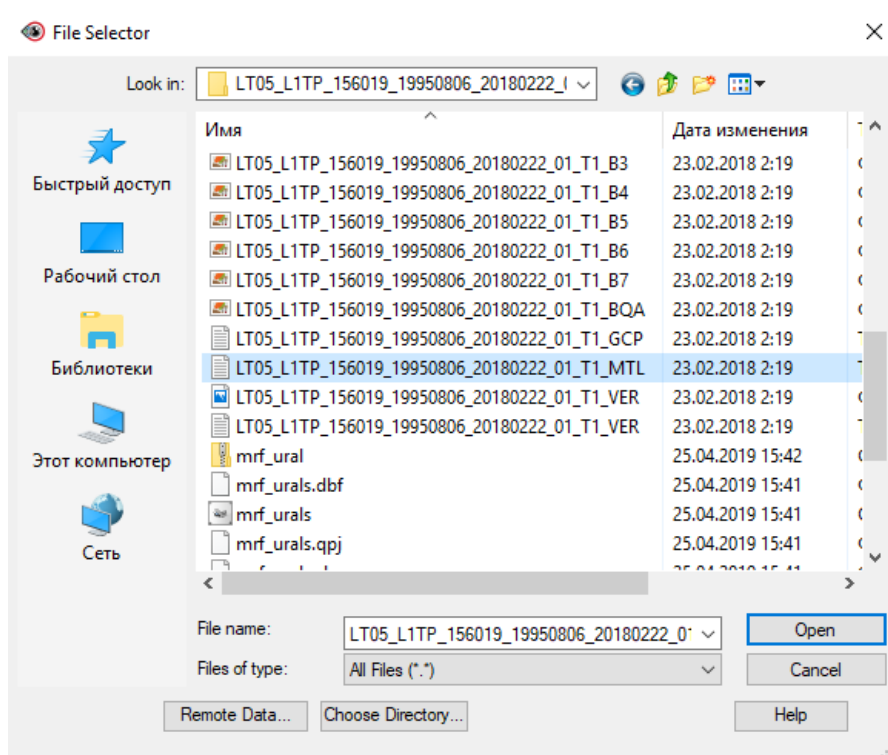 File Selector
Look in: LT05_L1TP_156019_19950806_20180222_(
Имя Дата изменения
LT05_L1TP_156019_19950806_20180222_01_T1_B3 23.02.2018 2:19
LT05_L1TP_156019_19950806_20180222_01_T1_B4 23.02.2018 2:19
LT05_L1TP_156019_19950806_20180222_01_T1_B5 23.02.2018 2:19
LT05_L1TP_156019_19950806_20180222_01_T1_B6 23.02.2018 2:19
LT05_L1TP_156019_19950806_20180222_01_T1_B7 23.02.2018 2:19
LT05_L1TP_156019_19950806_20180222_01_T1_BQA 23.02.2018 2:19
LT05_L1TP_156019_19950806_20180222_01_T1_GCP 23.02.2018 2:19
LT05_L1TP_156019_19950806_20180222_01_T1_MTL 23.02.2018 2:19
LT05_L1TP_156019_19950806_20180222_01_T1_VER 23.02.2018 2:19
LT05_L1TP_156019_19950806_20180222_01_T1_VER 23.02.2018 2:19
mrf_ural 25.04.2019 15:42
mrf_urals.dbf 25.04.2019 15:41
mrf_urals 25.04.2019 15:41
mrf_urals.qpj 25.04.2019 15:41
Быстрый доступ
Рабочий стол
Библиотеки
Этот компьютер
Сеть
File name: LT05_L1TP_156019_19950806_20180222_01 Open
Files of type: All Files (*.*) Cancel
Remote Data... Choose Directory... Help